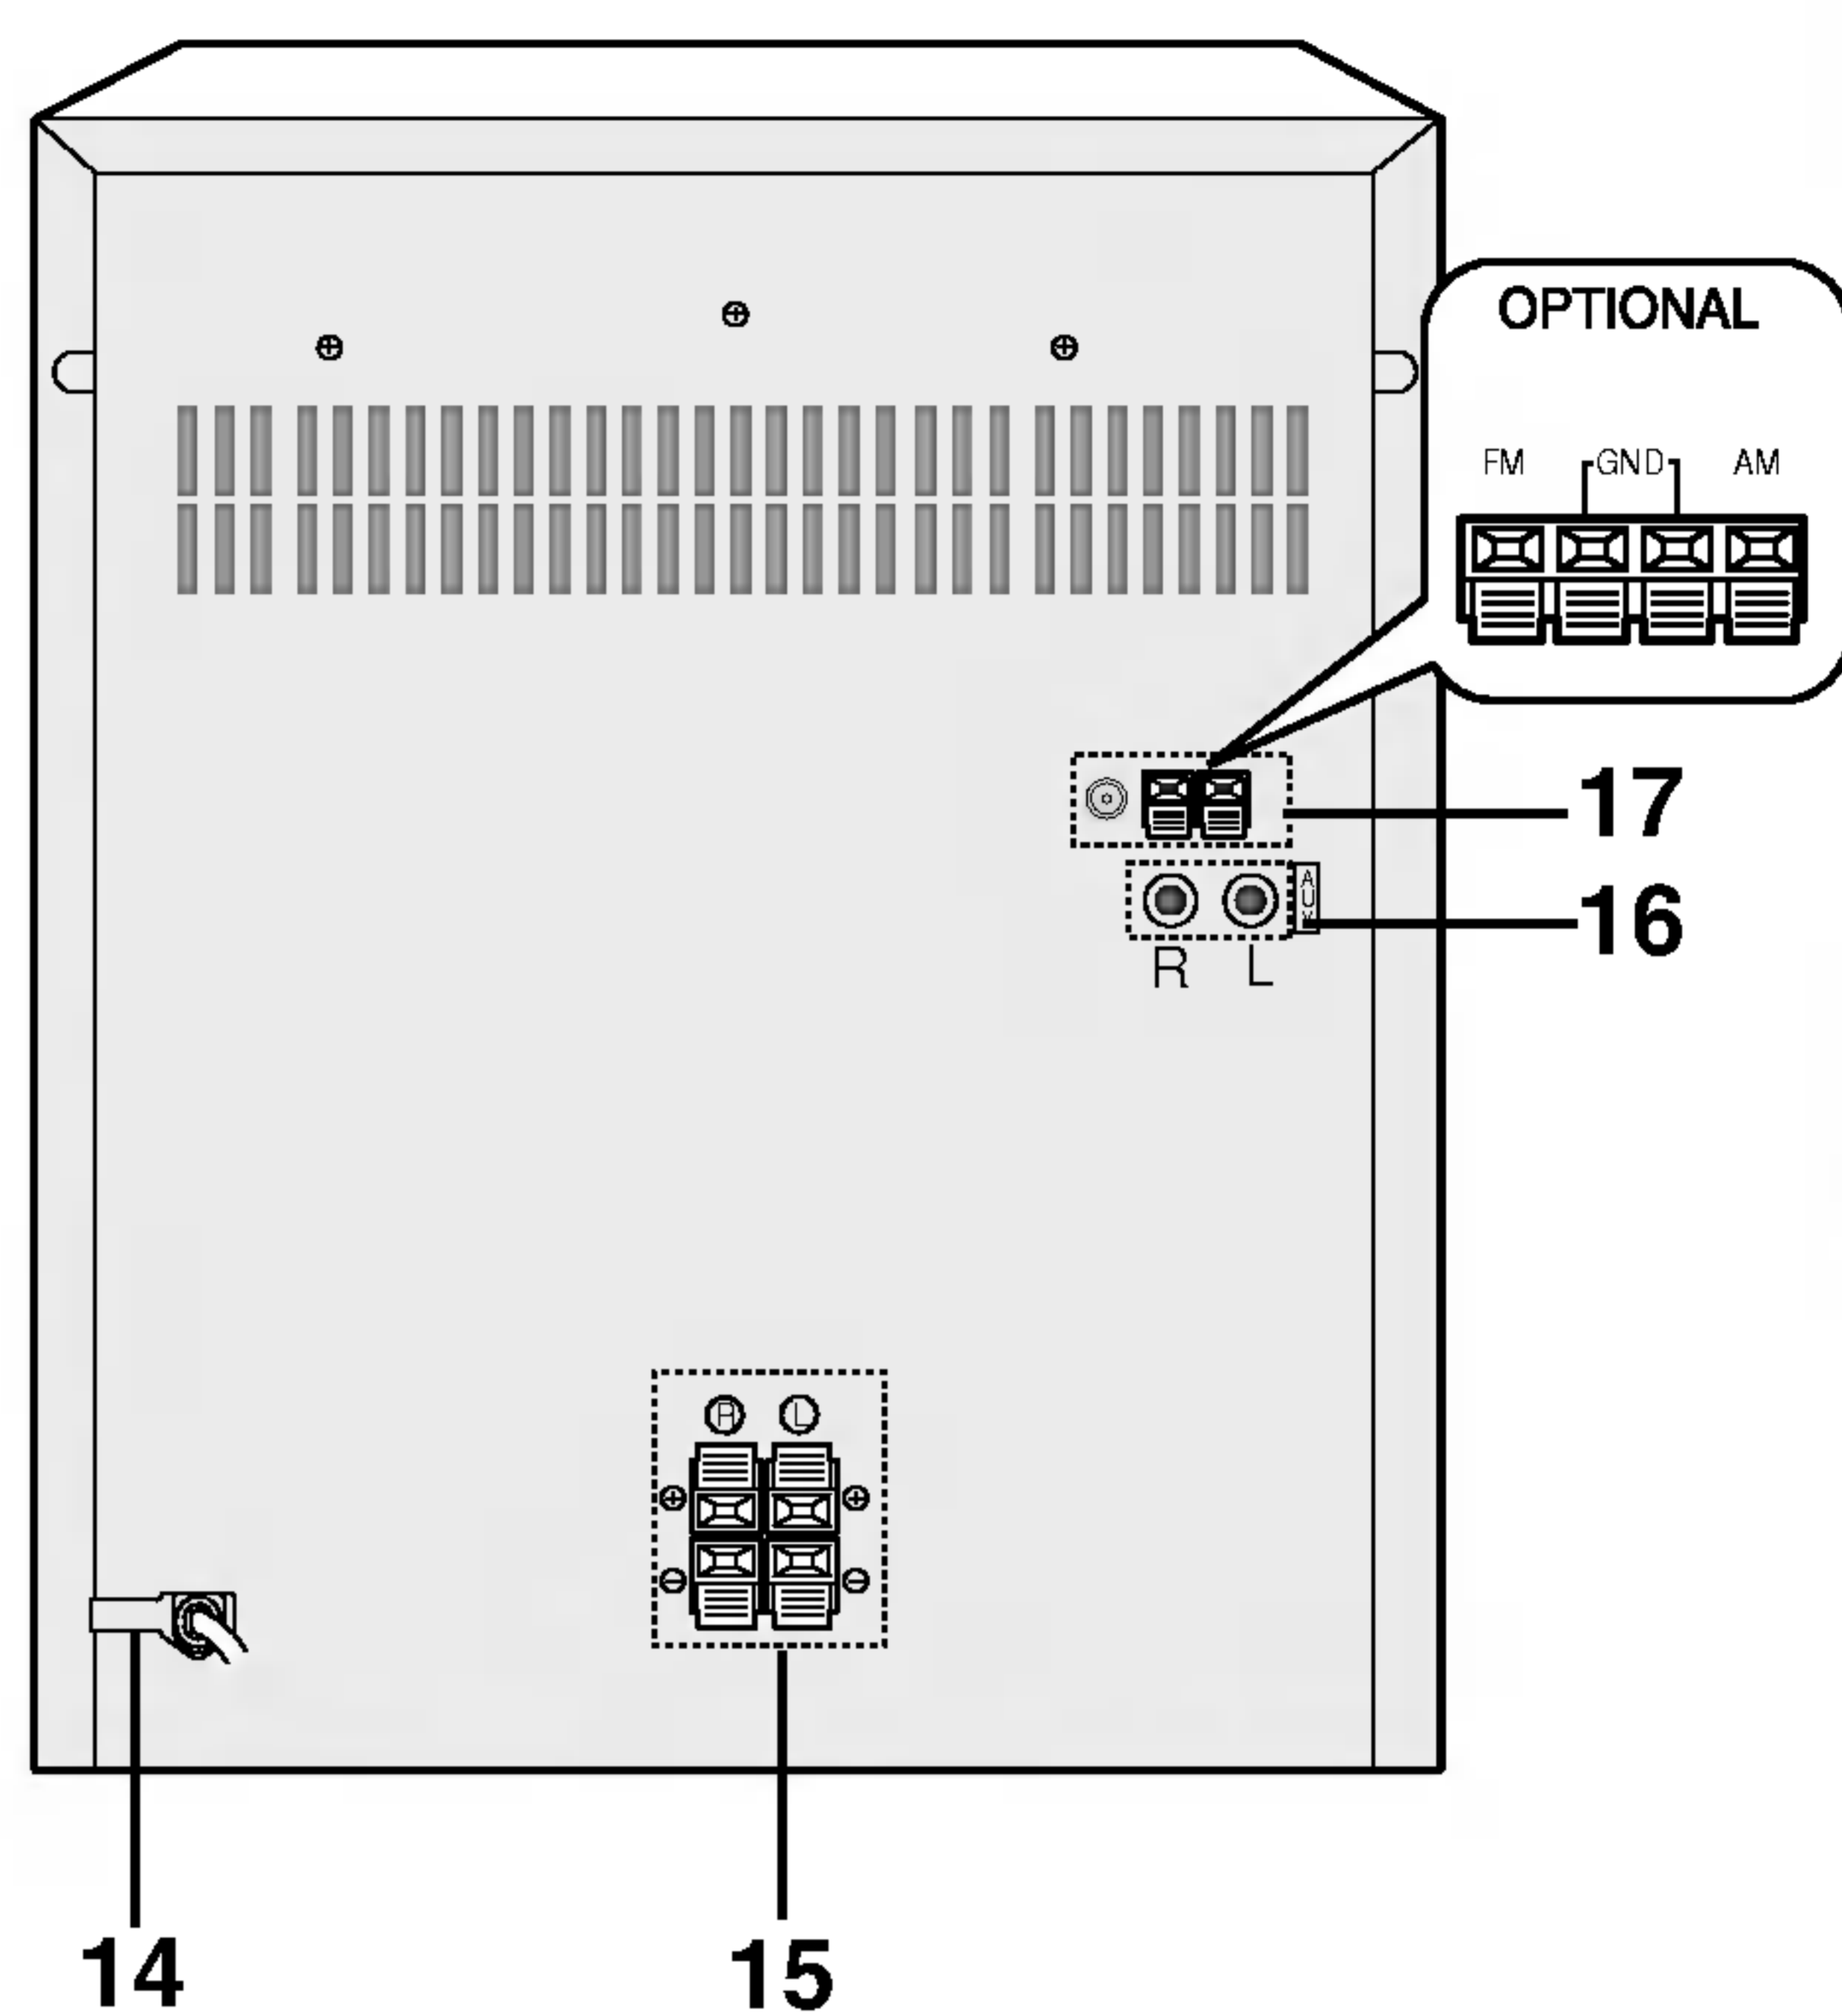 OPTIONAL
FM GND AM
17
AUX
16
R L
R L
+ +
- -
14 15